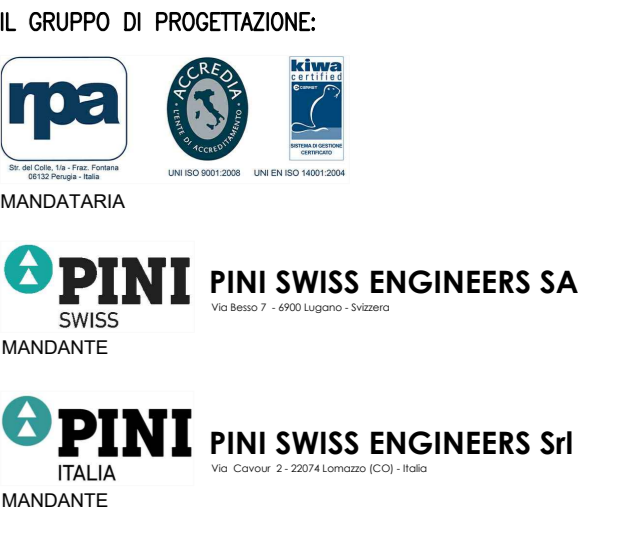 IL GRUPPO DI PROGETTAZIONE:
rpa
Str. del Colle, 1/a - Fraz. Fontana
06132 Perugia - Italia
ACCREDIA
L'ENTE DI ACCREDITAMENTO
UNI ISO 9001:2008
kiwa
certified
CERMET
SISTEMA DI GESTIONE
CERTIFICATO
UNI EN ISO 14001:2004
MANDATARIA
PINI
SWISS
PINI SWISS ENGINEERS SA
Via Besso 7 - 6900 Lugano - Svizzera
MANDANTE
PINI
ITALIA
PINI SWISS ENGINEERS Srl
Via Cavour 2 - 22074 Lomazzo (CO) - Italia
MANDANTE